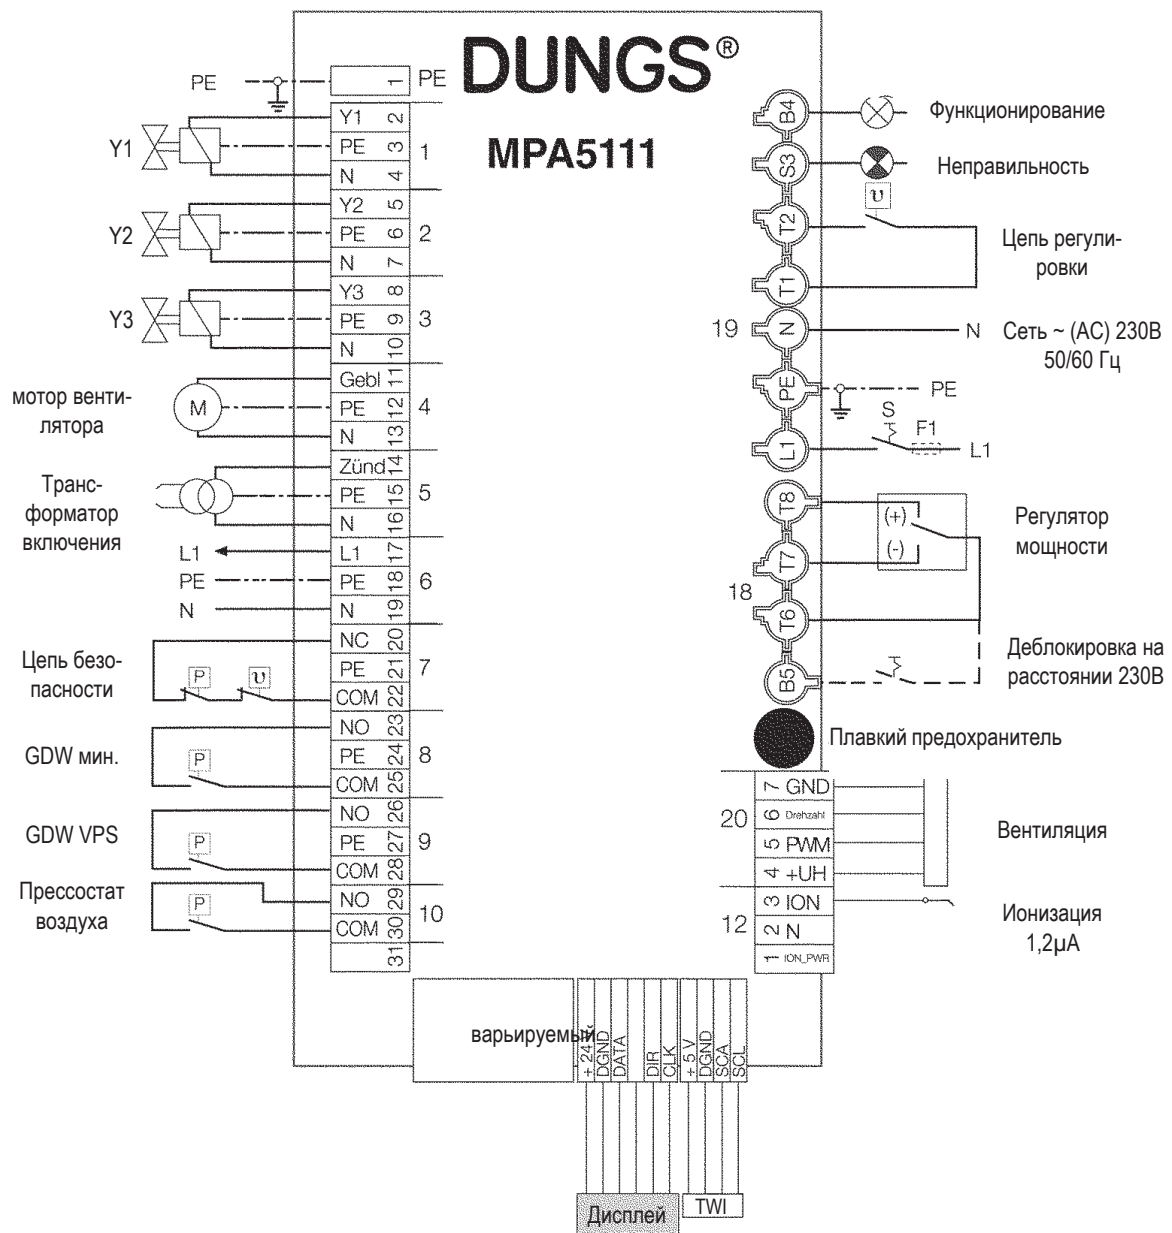 DUNGS®
MPA5111
PE
1
PE
Y1
Y1
2
PE
3
N
4
1
Y2
Y2
5
PE
6
N
7
2
Y3
Y3
8
PE
9
N
10
3
мотор венти-
лятора
M
Gebl
11
PE
12
N
13
4
Транс-
форматор
включения
Zünd
14
PE
15
N
16
5
L1
L1
17
PE
PE
18
N
N
19
6
Цепь безо-
пасности
P
υ
NC
20
PE
21
COM
22
7
GDW мин.
P
NO
23
PE
24
COM
25
8
GDW VPS
P
NO
26
PE
27
COM
28
9
Прессостат
воздуха
P
NO
29
COM
30
10
31
B4
Функционирование
S3
Неправильность
υ
T2
T1
Цепь регули-
ровки
19
N
N
Сеть ~ (AC) 230В
50/60 Гц
PE
PE
L1
S
F1
L1
T8
(+)
(-)
Регулятор
мощности
T7
18
T6
B5
Деблокировка на
расстоянии 230В
Плавкий предохранитель
20
7 GND
6 Drehzahl
5 PWM
4 +UH
Вентиляция
12
3 ION
2 N
1 ION_PWR
Ионизация
1,2µA
варьируемый
+ 24
DGND
DATA
DIR
CLK
+ 5 V
DGND
SCA
SCL
Дисплей
TWI